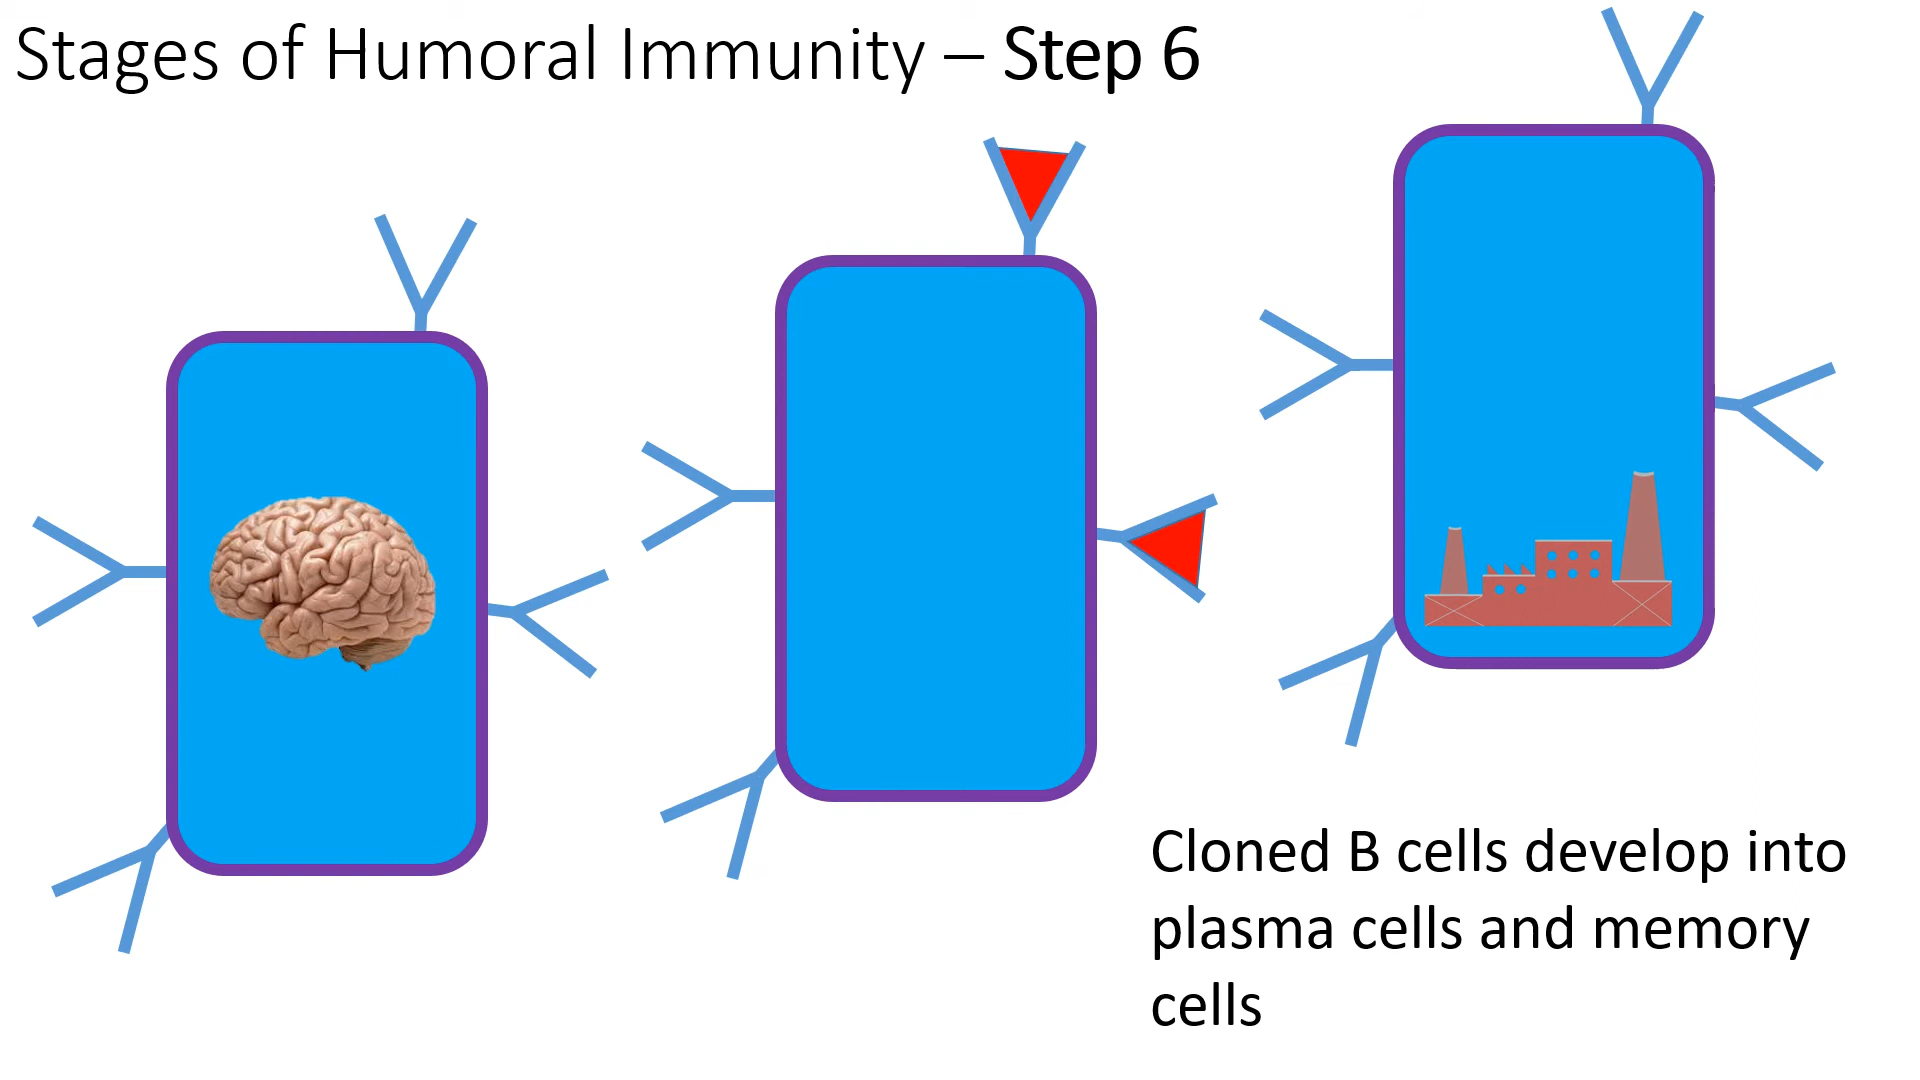 Stages of Humoral Immunity – Step 6
Cloned B cells develop into
plasma cells and memory
cells